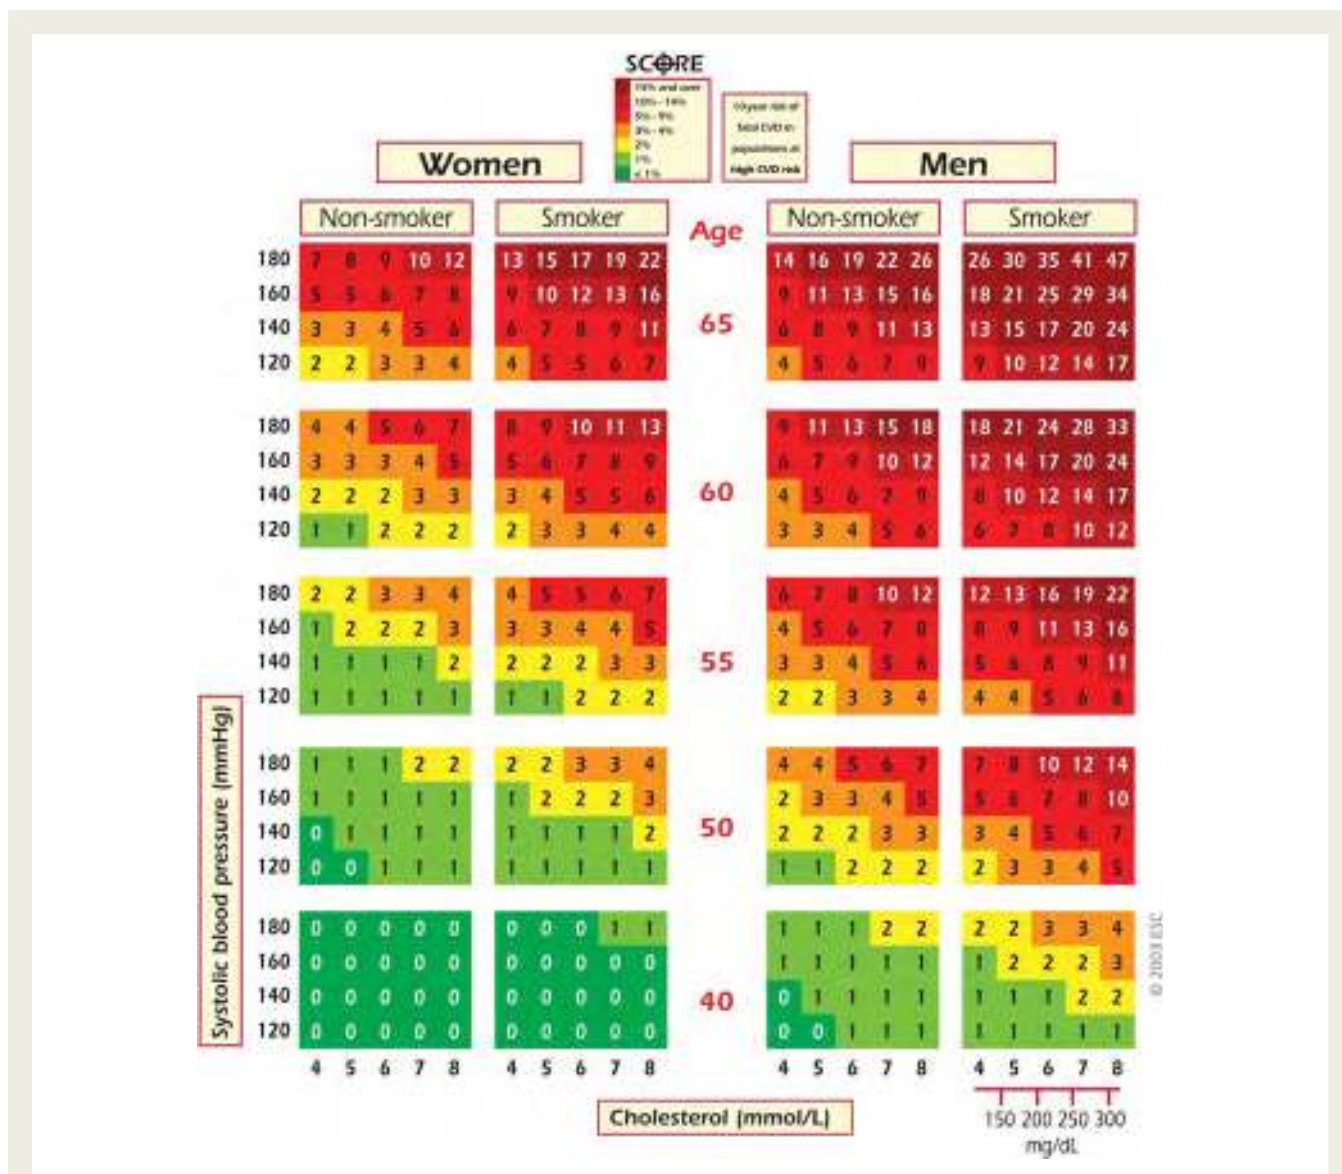 SCORE
15% and over
10% - 14%
5% - 9%
3% - 4%
2%
1%
< 1%
10-year risk of
fatal CVD in
populations at
high CVD risk
Women
Men
Non-smoker Smoker Age Non-smoker Smoker
180 7 8 9 10 12 13 15 17 19 22 14 16 19 22 26 26 30 35 41 47
160 5 5 6 7 8 9 10 12 13 16 9 11 13 15 16 18 21 25 29 34
65
140 3 3 4 5 6 6 7 8 9 11 6 8 9 11 13 13 15 17 20 24
120 2 2 3 3 4 4 5 5 6 7 4 5 6 7 9 9 10 12 14 17
180 4 4 5 6 7 8 9 10 11 13 9 11 13 15 18 18 21 24 28 33
160 3 3 3 4 5 5 6 7 8 9 6 7 9 10 12 12 14 17 20 24
60
140 2 2 2 3 3 3 4 5 5 6 4 5 6 7 9 8 10 12 14 17
120 1 1 2 2 2 2 3 3 4 4 3 3 4 5 6 6 7 8 10 12
180 2 2 3 3 4 4 5 5 6 7 6 7 8 10 12 12 13 16 19 22
160 1 2 2 2 3 3 3 4 4 5 4 5 6 7 8 8 9 11 13 16
55
140 1 1 1 1 2 2 2 2 3 3 3 3 4 5 6 5 6 8 9 11
120 1 1 1 1 1 1 1 2 2 2 2 2 3 3 4 4 4 5 6 8
180 1 1 1 2 2 2 2 3 3 4 4 4 5 6 7 7 8 10 12 14
160 1 1 1 1 1 1 2 2 2 3 2 3 3 4 5 5 6 7 8 10
50
140 0 1 1 1 1 1 1 1 1 2 2 2 2 3 3 3 4 5 6 7
120 0 0 1 1 1 1 1 1 1 1 1 1 2 2 2 2 3 3 4 5
180 0 0 0 0 0 0 0 0 1 1 1 1 1 2 2 2 2 3 3 4
160 0 0 0 0 0 0 0 0 0 0 1 1 1 1 1 1 2 2 2 3
40
140 0 0 0 0 0 0 0 0 0 0 0 1 1 1 1 1 1 1 2 2
120 0 0 0 0 0 0 0 0 0 0 0 0 1 1 1 1 1 1 1 1
4 5 6 7 8 4 5 6 7 8 4 5 6 7 8 4 5 6 7 8
Systolic blood pressure (mmHg)
Cholesterol (mmol/L)
150 200 250 300
mg/dL
© 2003 ESC